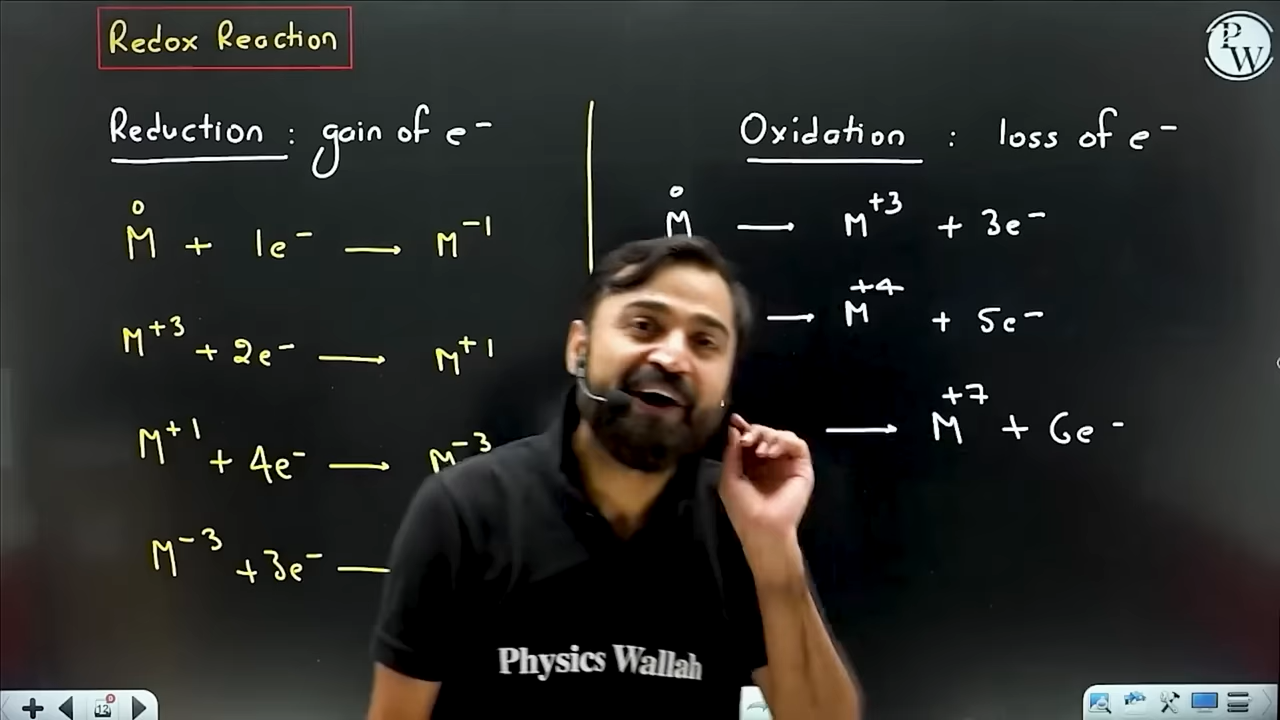 Redox Reaction
PW
Reduction : gain of e⁻
M⁰ + 1e⁻ → M⁻¹
M⁺³ + 2e⁻ → M⁺¹
M⁺¹ + 4e⁻ → M⁻³
M⁻³ + 3e⁻ →
Oxidation : loss of e⁻
M⁰ → M⁺³ + 3e⁻
→ M⁺⁴ + 5e⁻
→ M⁺⁷ + 6e⁻
Physics Wallah
12